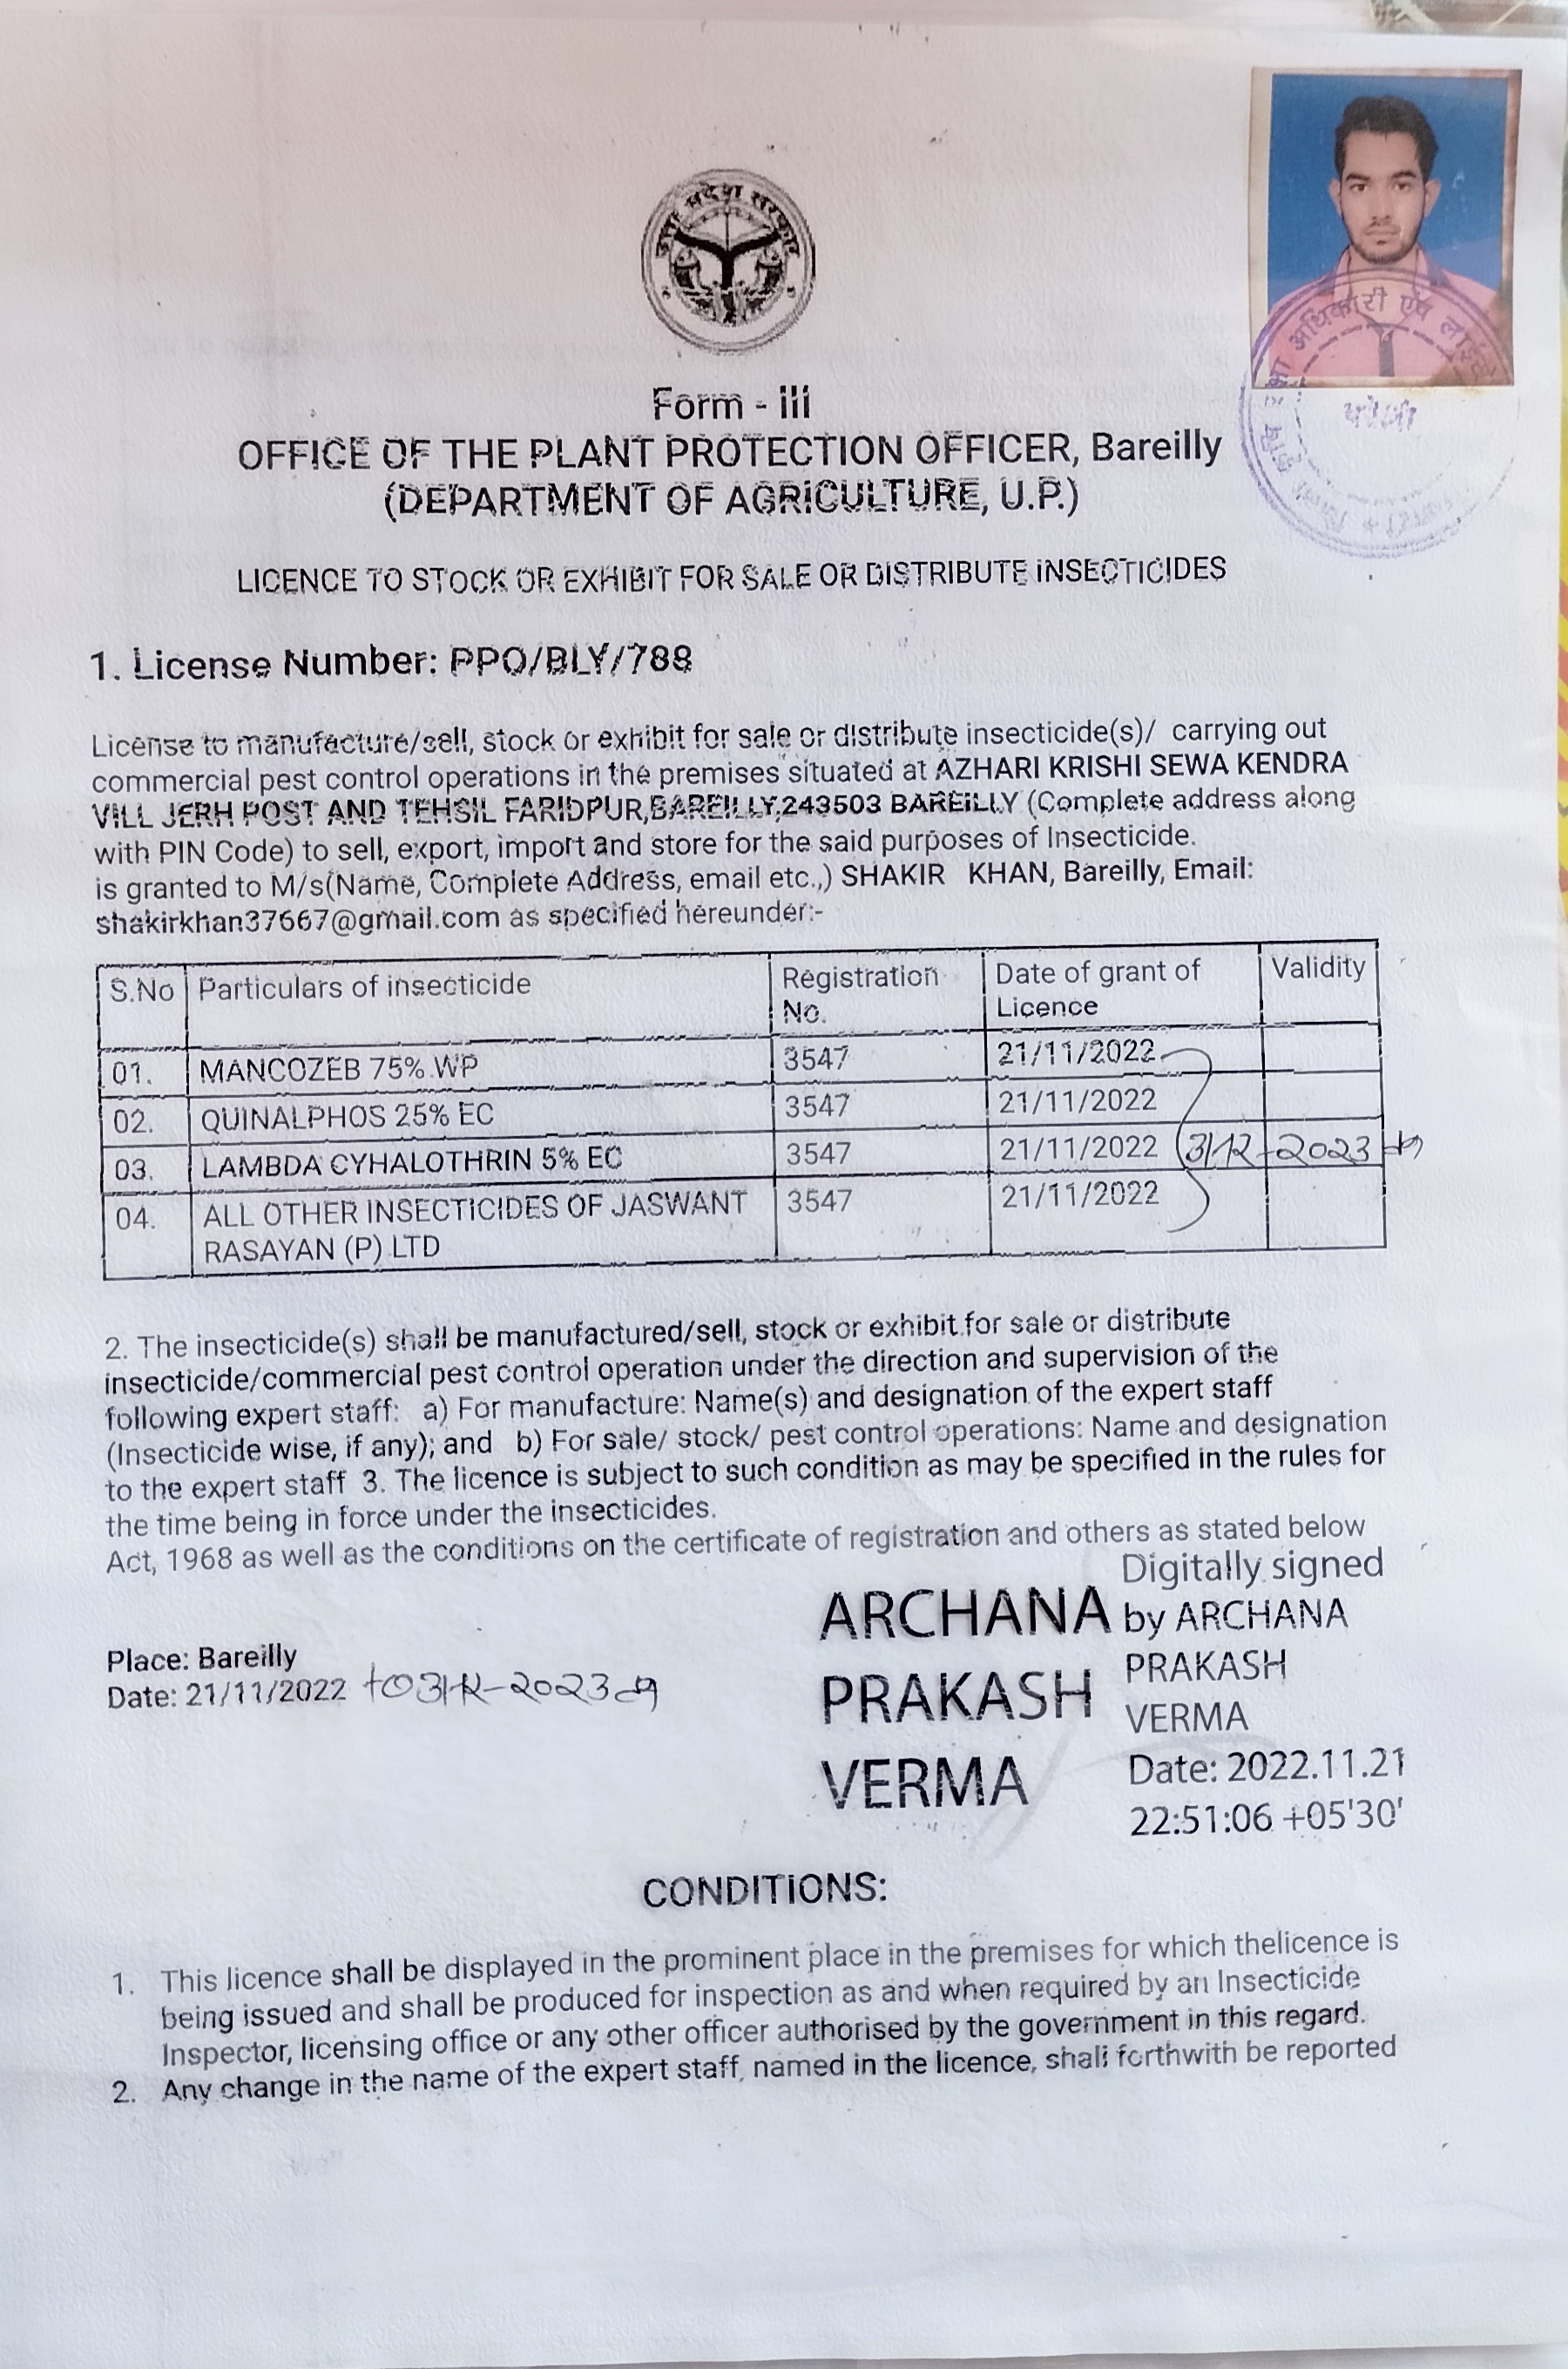 उत्तर प्रदेश सरकार
Form - iii
OFFICE OF THE PLANT PROTECTION OFFICER, Bareilly
(DEPARTMENT OF AGRICULTURE, U.P.)
LICENCE TO STOCK OR EXHIBIT FOR SALE OR DISTRIBUTE INSECTICIDES
1. License Number: PPO/BLY/788
License to manufacture/sell, stock or exhibit for sale or distribute insecticide(s)/ carrying out
commercial pest control operations in the premises situated at AZHARI KRISHI SEWA KENDRA
VILL JERH POST AND TEHSIL FARIDPUR,BAREILLY,243503 BAREILLY (Complete address along
with PIN Code) to sell, export, import and store for the said purposes of Insecticide.
is granted to M/s(Name, Complete Address, email etc.,) SHAKIR KHAN, Bareilly, Email:
shakirkhan37667@gmail.com as specified hereunder:-
S.No Particulars of insecticide Registration No. Date of grant of Licence Validity
01. MANCOZEB 75% WP 3547 21/11/2022
02. QUINALPHOS 25% EC 3547 21/11/2022
03. LAMBDA CYHALOTHRIN 5% EC 3547 21/11/2022 31-12-2023
04. ALL OTHER INSECTICIDES OF JASWANT RASAYAN (P) LTD 3547 21/11/2022
2. The insecticide(s) shall be manufactured/sell, stock or exhibit for sale or distribute
insecticide/commercial pest control operation under the direction and supervision of the
following expert staff: a) For manufacture: Name(s) and designation of the expert staff
(Insecticide wise, if any); and b) For sale/ stock/ pest control operations: Name and designation
to the expert staff 3. The licence is subject to such condition as may be specified in the rules for
the time being in force under the insecticides.
Act, 1968 as well as the conditions on the certificate of registration and others as stated below
Place: Bareilly
Date: 21/11/2022 to 31-12-2023
ARCHANA
PRAKASH
VERMA
Digitally signed
by ARCHANA
PRAKASH
VERMA
Date: 2022.11.21
22:51:06 +05'30'
CONDITIONS:
1. This licence shall be displayed in the prominent place in the premises for which thelicence is
being issued and shall be produced for inspection as and when required by an Insecticide
Inspector, licensing office or any other officer authorised by the government in this regard.
2. Any change in the name of the expert staff, named in the licence, shall forthwith be reported